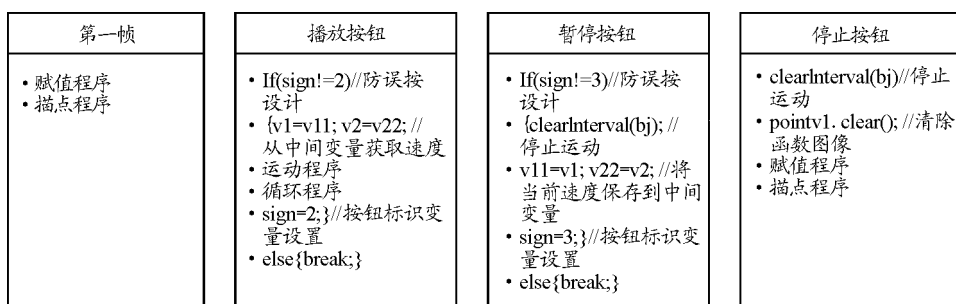 第一帧
• 赋值程序
• 描点程序
播放按钮
• If(sign!=2)//防误按
设计
• {v1=v11; v2=v22; //
从中间变量获取速度
• 运动程序
• 循环程序
• sign=2;}//按钮标识变
量设置
• else{break;}
暂停按钮
• If(sign!=3)//防误按
设计
• {clearInterval(bj); //
停止运动
• v11=v1; v22=v2; //将
当前速度保存到中间
变量
• sign=3;}//按钮标识变
量设置
• else{break;}
停止按钮
• clearInterval(bj)//停止
运动
• pointv1. clear(); //清除
函数图像
• 赋值程序
• 描点程序